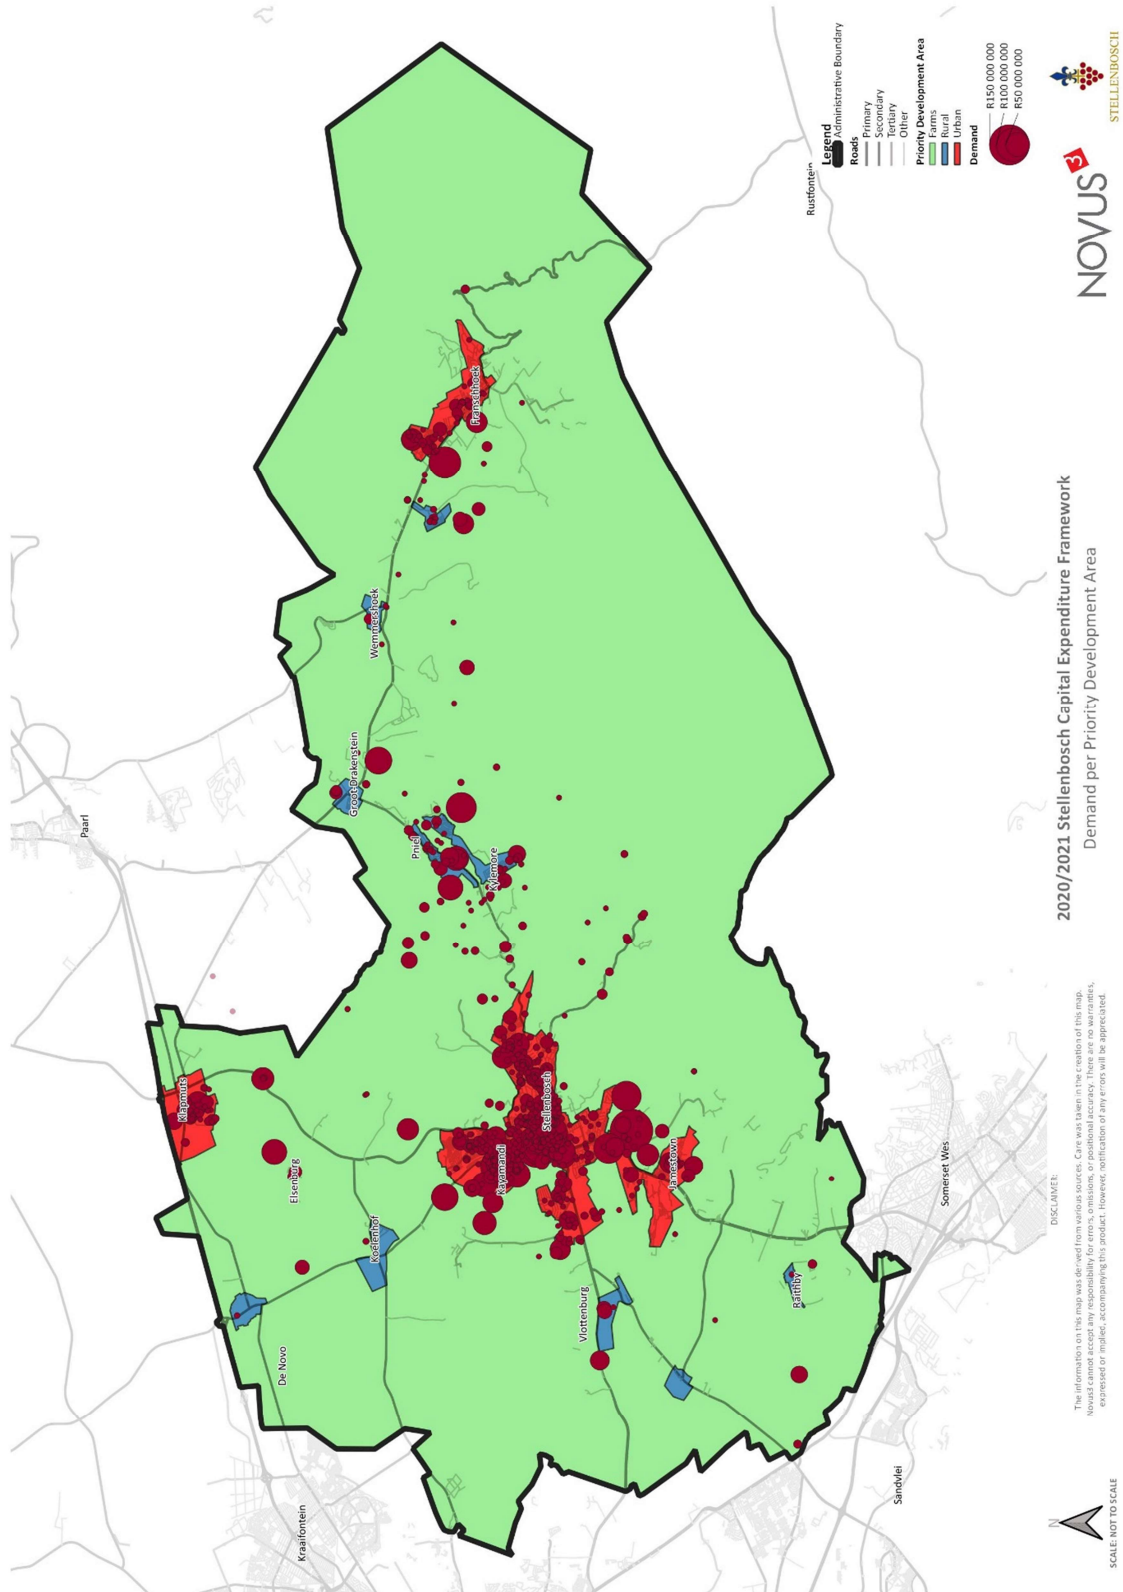 Paarl
Klapmuts
Elsenburg
Koelenhof
De Novo
Kraaifontein
Groot Drakenstein
Wemmershoek
Pniel
Kylemore
Franschhoek
Stellenbosch
Kayamandi
Jamestown
Vlottenburg
Raithby
Somerset Wes
Sandvlei
Rustfontein
Legend
Administrative Boundary
Roads
Primary
Secondary
Tertiary
Other
Priority Development Area
Farms
Rural
Urban
Demand
R150 000 000
R100 000 000
R50 000 000
2020/2021 Stellenbosch Capital Expenditure Framework
Demand per Priority Development Area
DISCLAIMER:
The information on this map was derived from various sources. Care was taken in the creation of this map.
Novus3 cannot accept any responsibility for errors, omissions, or positional accuracy. There are no warranties,
expressed or implied, accompanying this product. However, notification of any errors will be appreciated.
N
SCALE: NOT TO SCALE
NOVUS3
STELLENBOSCH